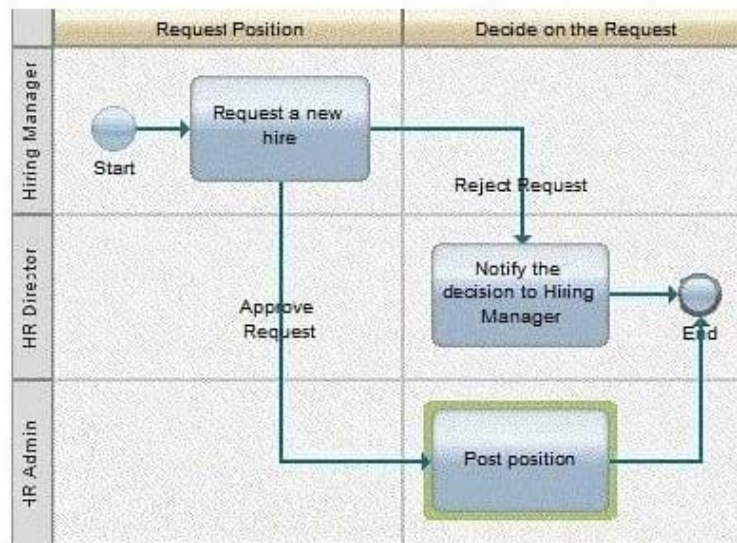 Request Position
Decide on the Request
Hiring Manager
Request a new
hire
Start
Reject Request
HR Director
Notify the
decision to Hiring
Manager
End
Approve
Request
HR Admin
Post position